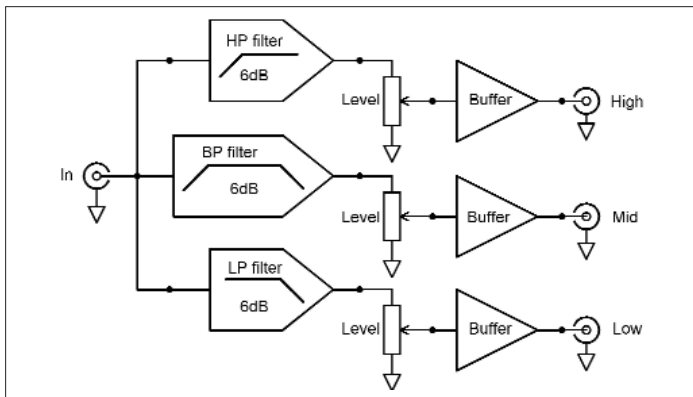 HP filter
6dB
Level
Buffer
High
In
BP filter
6dB
Level
Buffer
Mid
LP filter
6dB
Level
Buffer
Low